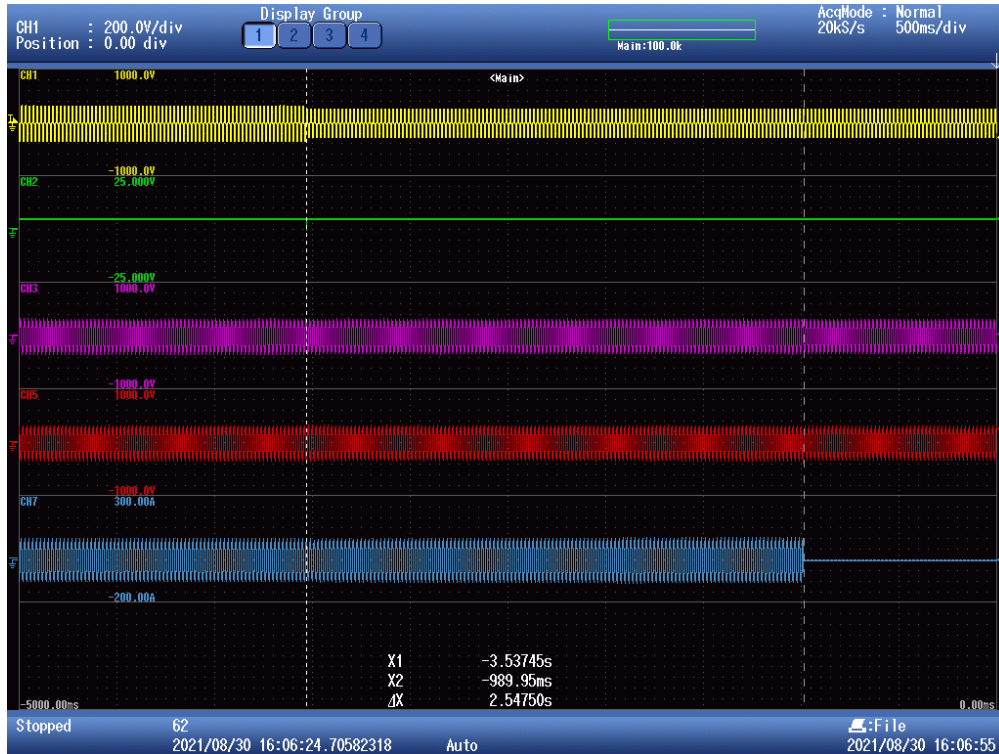 CH1 : 200.0V/div
Position : 0.00 div
Display Group
1 2 3 4
Main:100.0k
AcqMode : Normal
20kS/s 500ms/div
CH1 1000.0V
<Main>
-1000.0V
CH2 25.000V
-25.000V
CH3 1000.0V
-1000.0V
CH5 1000.0V
-1000.0V
CH7 300.00A
-200.00A
X1 -3.53745s
X2 -989.95ms
ΔX 2.54750s
-5000.00ms 0.00ms
Stopped 62
:File
2021/08/30 16:06:24.70582318 Auto
2021/08/30 16:06:55